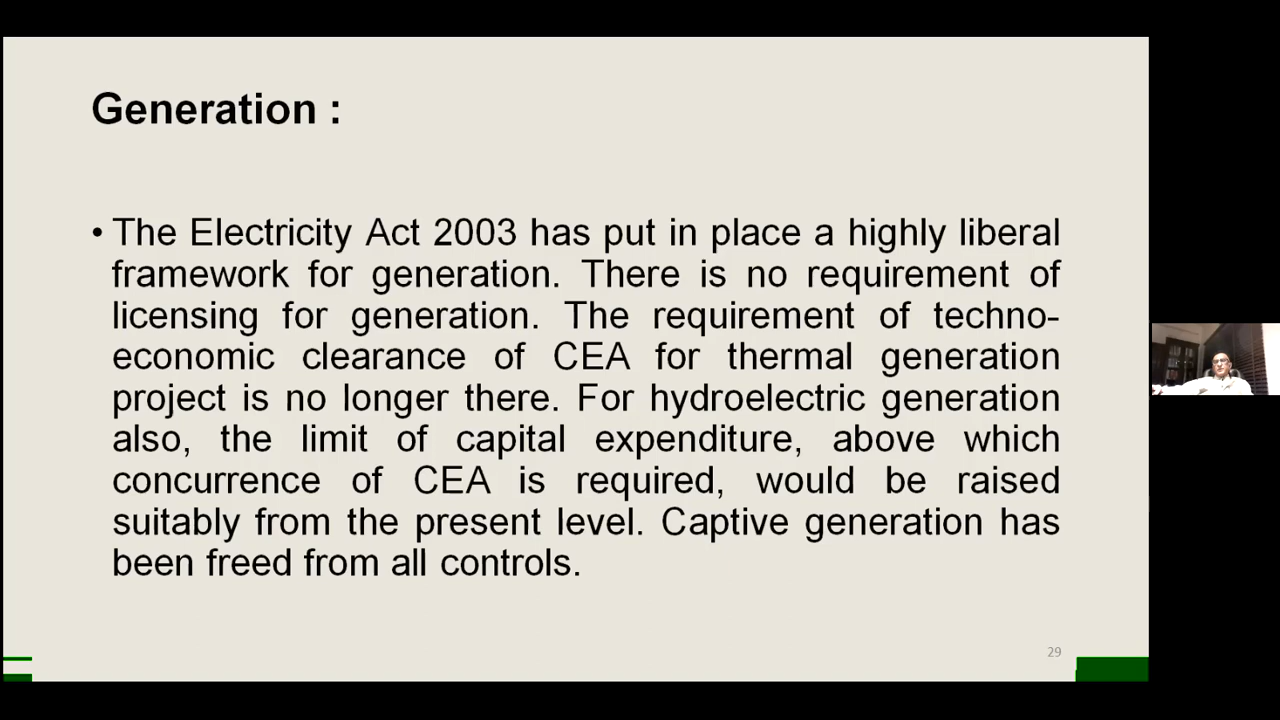 Generation :
• The Electricity Act 2003 has put in place a highly liberal
framework for generation. There is no requirement of
licensing for generation. The requirement of techno-
economic clearance of CEA for thermal generation
project is no longer there. For hydroelectric generation
also, the limit of capital expenditure, above which
concurrence of CEA is required, would be raised
suitably from the present level. Captive generation has
been freed from all controls.
29